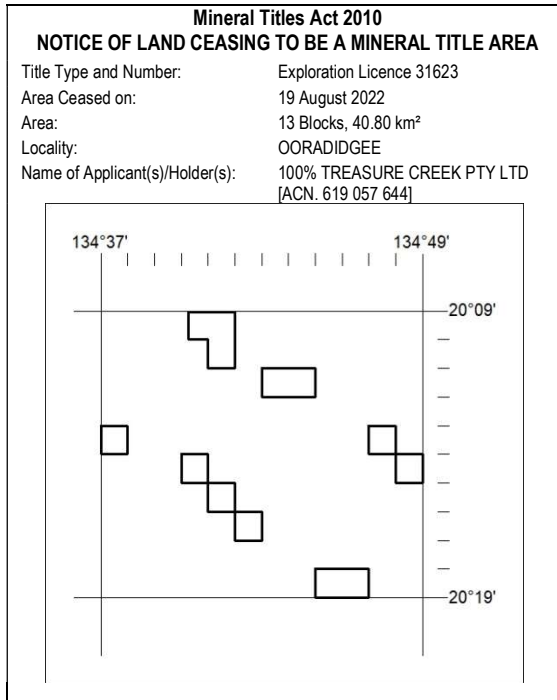 Mineral Titles Act 2010
NOTICE OF LAND CEASING TO BE A MINERAL TITLE AREA
Title Type and Number: Exploration Licence 31623
Area Ceased on: 19 August 2022
Area: 13 Blocks, 40.80 km²
Locality: OORADIDGEE
Name of Applicant(s)/Holder(s): 100% TREASURE CREEK PTY LTD
[ACN. 619 057 644]
134°37' 134°49'
20°09'
20°19'